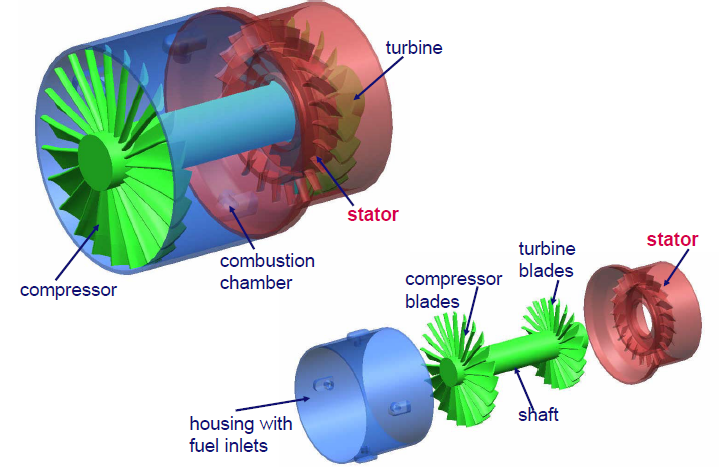 turbine
stator
combustion
chamber
compressor
turbine
blades
stator
compressor
blades
shaft
housing with
fuel inlets